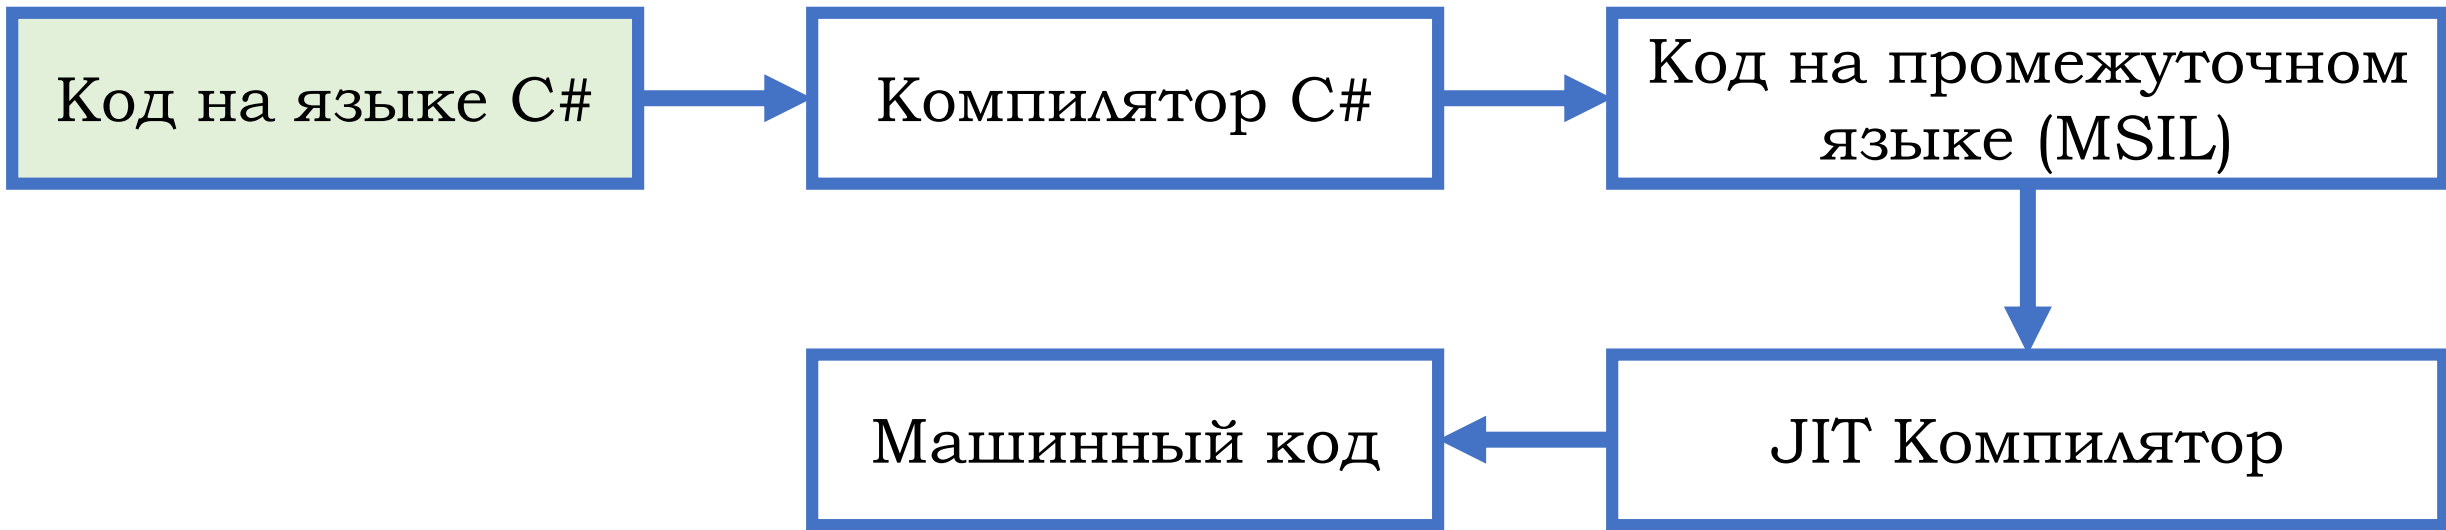 Код на языке C#
Компилятор C#
Код на промежуточном
языке (MSIL)
JIT Компилятор
Машинный код